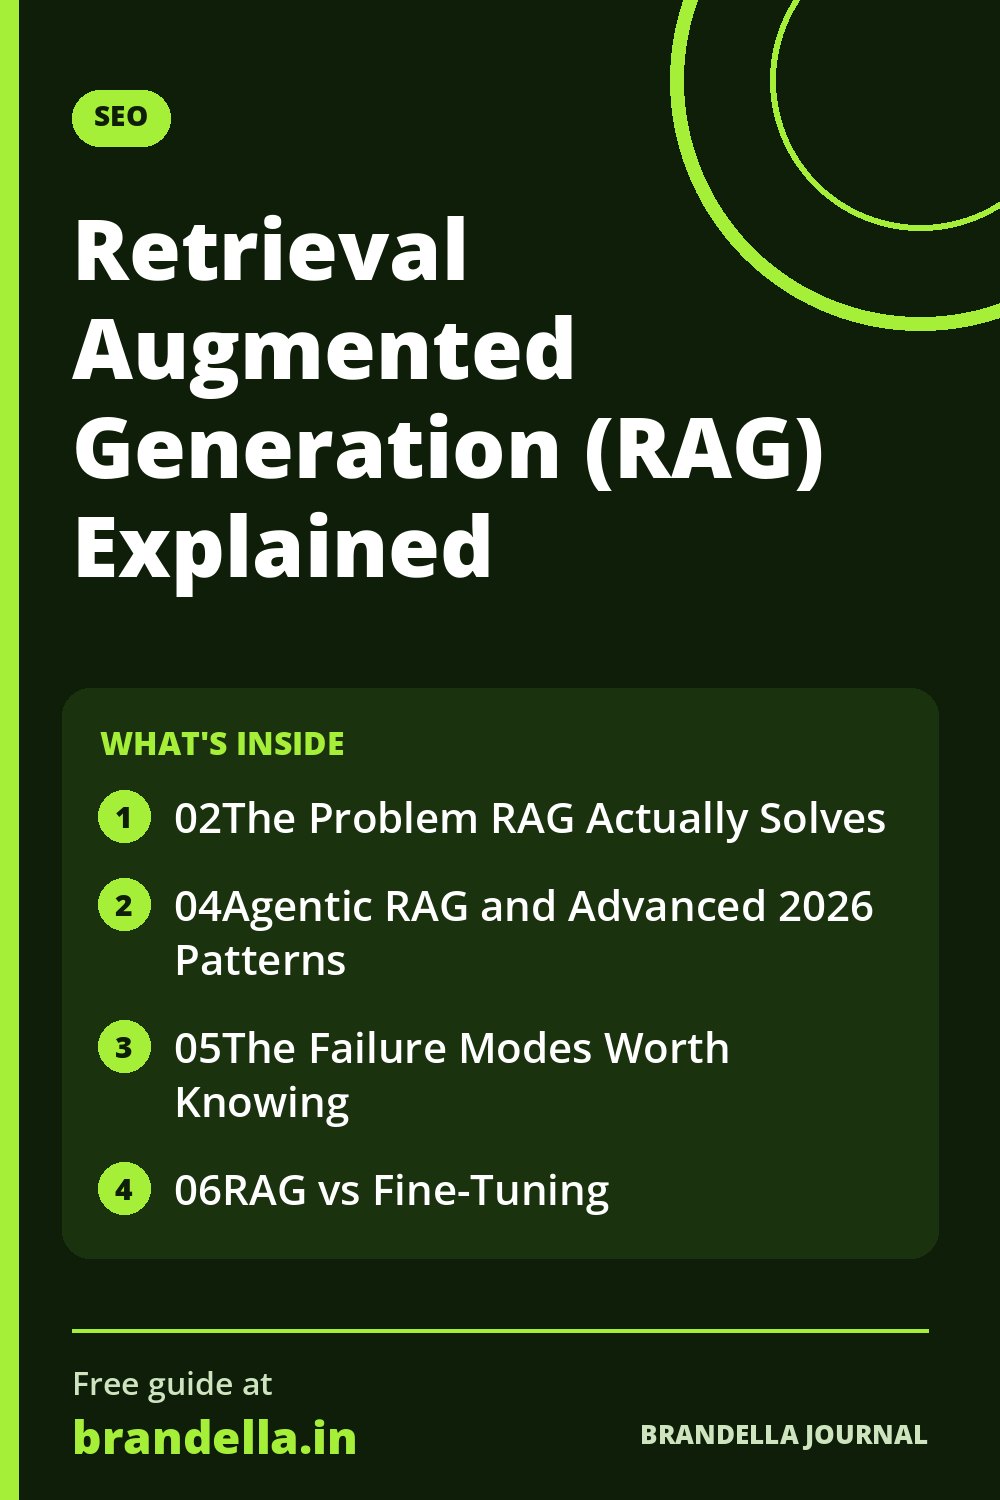 SEO
Retrieval
Augmented
Generation (RAG)
Explained
WHAT'S INSIDE
1 02The Problem RAG Actually Solves
2 04Agentic RAG and Advanced 2026
Patterns
3 05The Failure Modes Worth
Knowing
4 06RAG vs Fine-Tuning
Free guide at
brandella.in
BRANDELLA JOURNAL